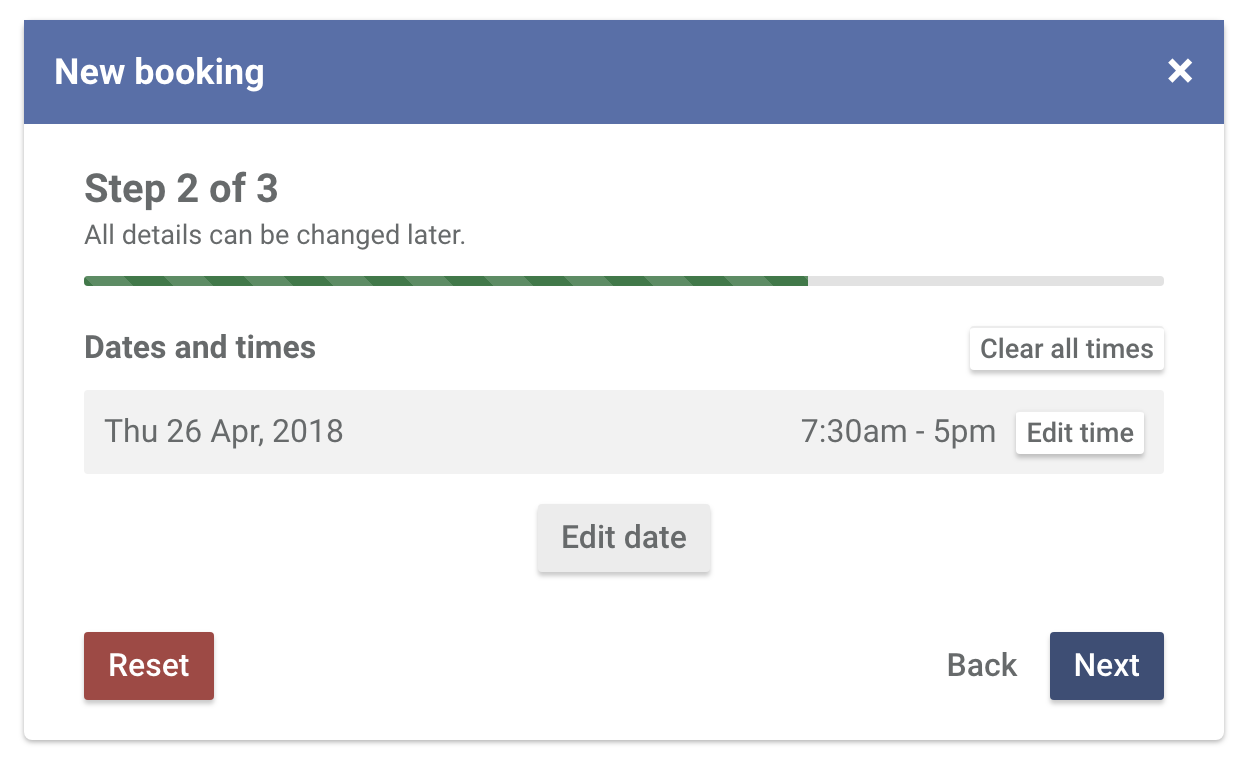 New booking
Step 2 of 3
All details can be changed later.
Dates and times
Clear all times
Thu 26 Apr, 2018
7:30am - 5pm
Edit time
Edit date
Reset
Back
Next